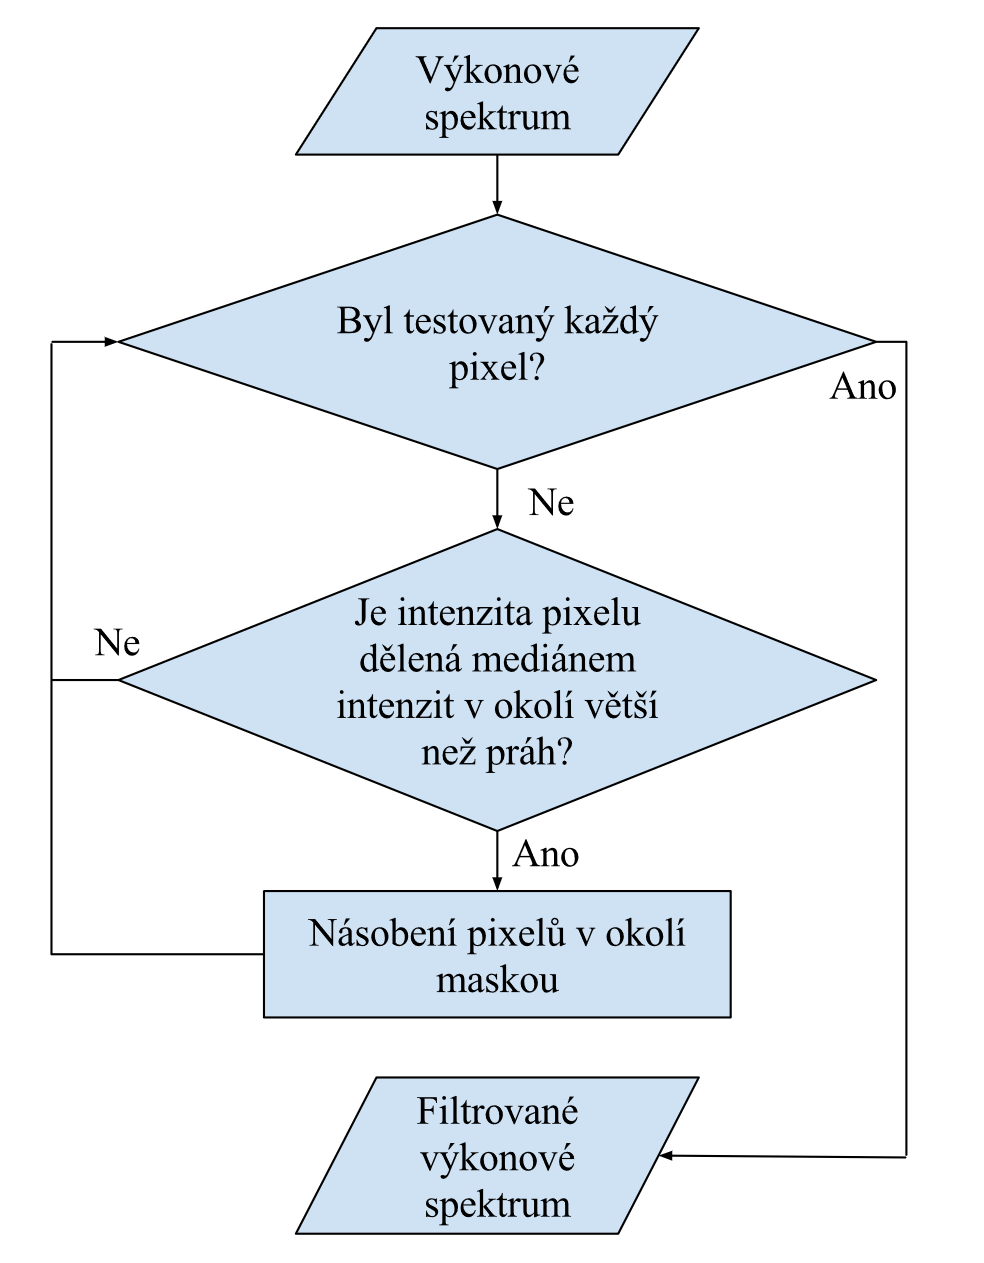 Výkonové
spektrum
Byl testovaný každý
pixel?
Ano
Ne
Je intenzita pixelu
dělená mediánem
intenzit v okolí větší
než práh?
Ne
Ano
Násobení pixelů v okolí
maskou
Filtrované
výkonové
spektrum